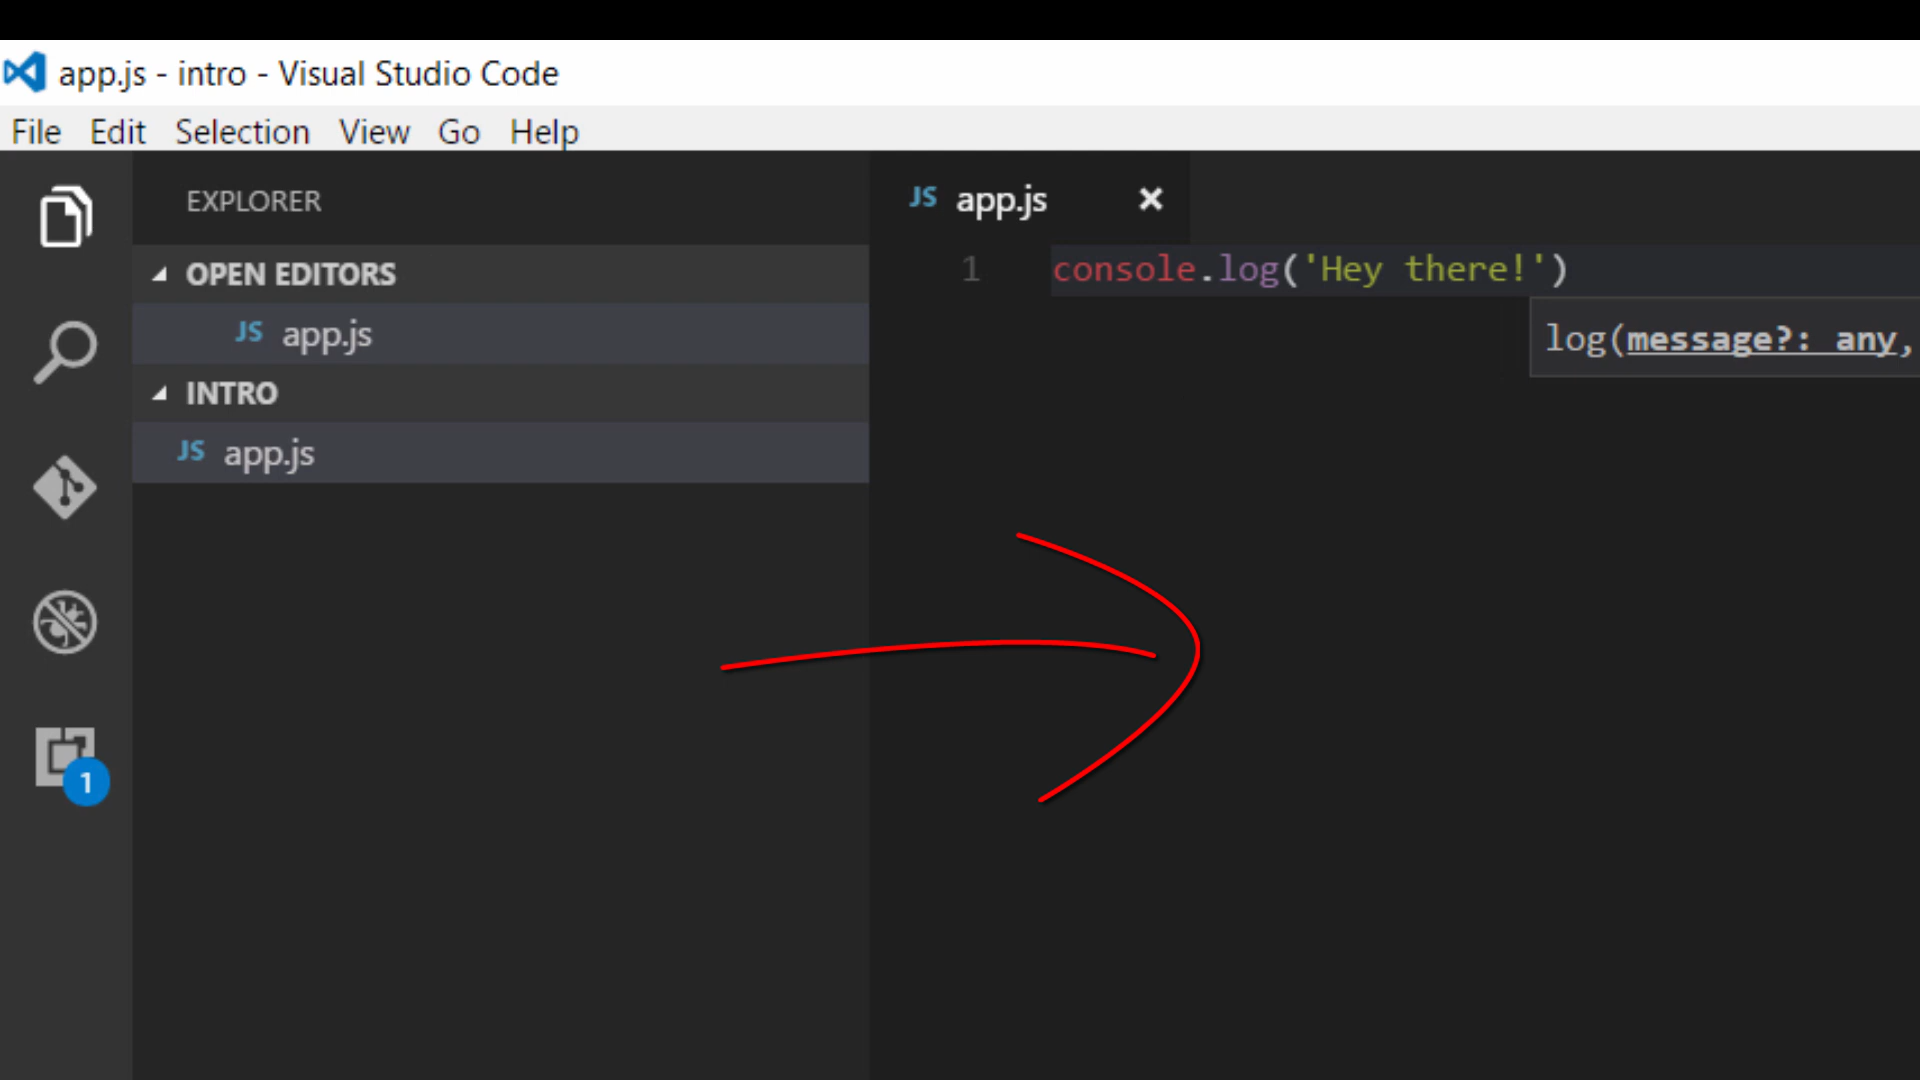 app.js - intro - Visual Studio Code
File Edit Selection View Go Help
EXPLORER
OPEN EDITORS
JS app.js
INTRO
JS app.js
1
JS app.js
1 console.log('Hey there!')
log(message?: any,